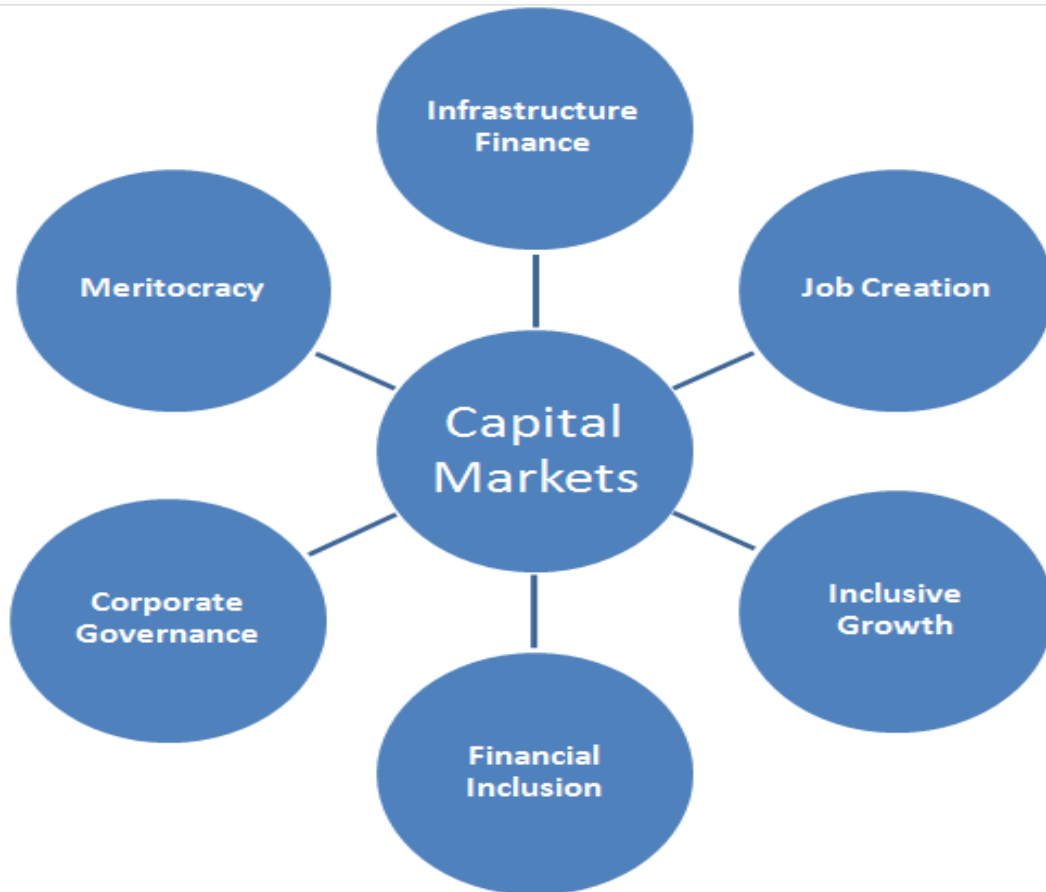 Infrastructure
Finance
Meritocracy
Job Creation
Capital
Markets
Corporate
Governance
Inclusive
Growth
Financial
Inclusion